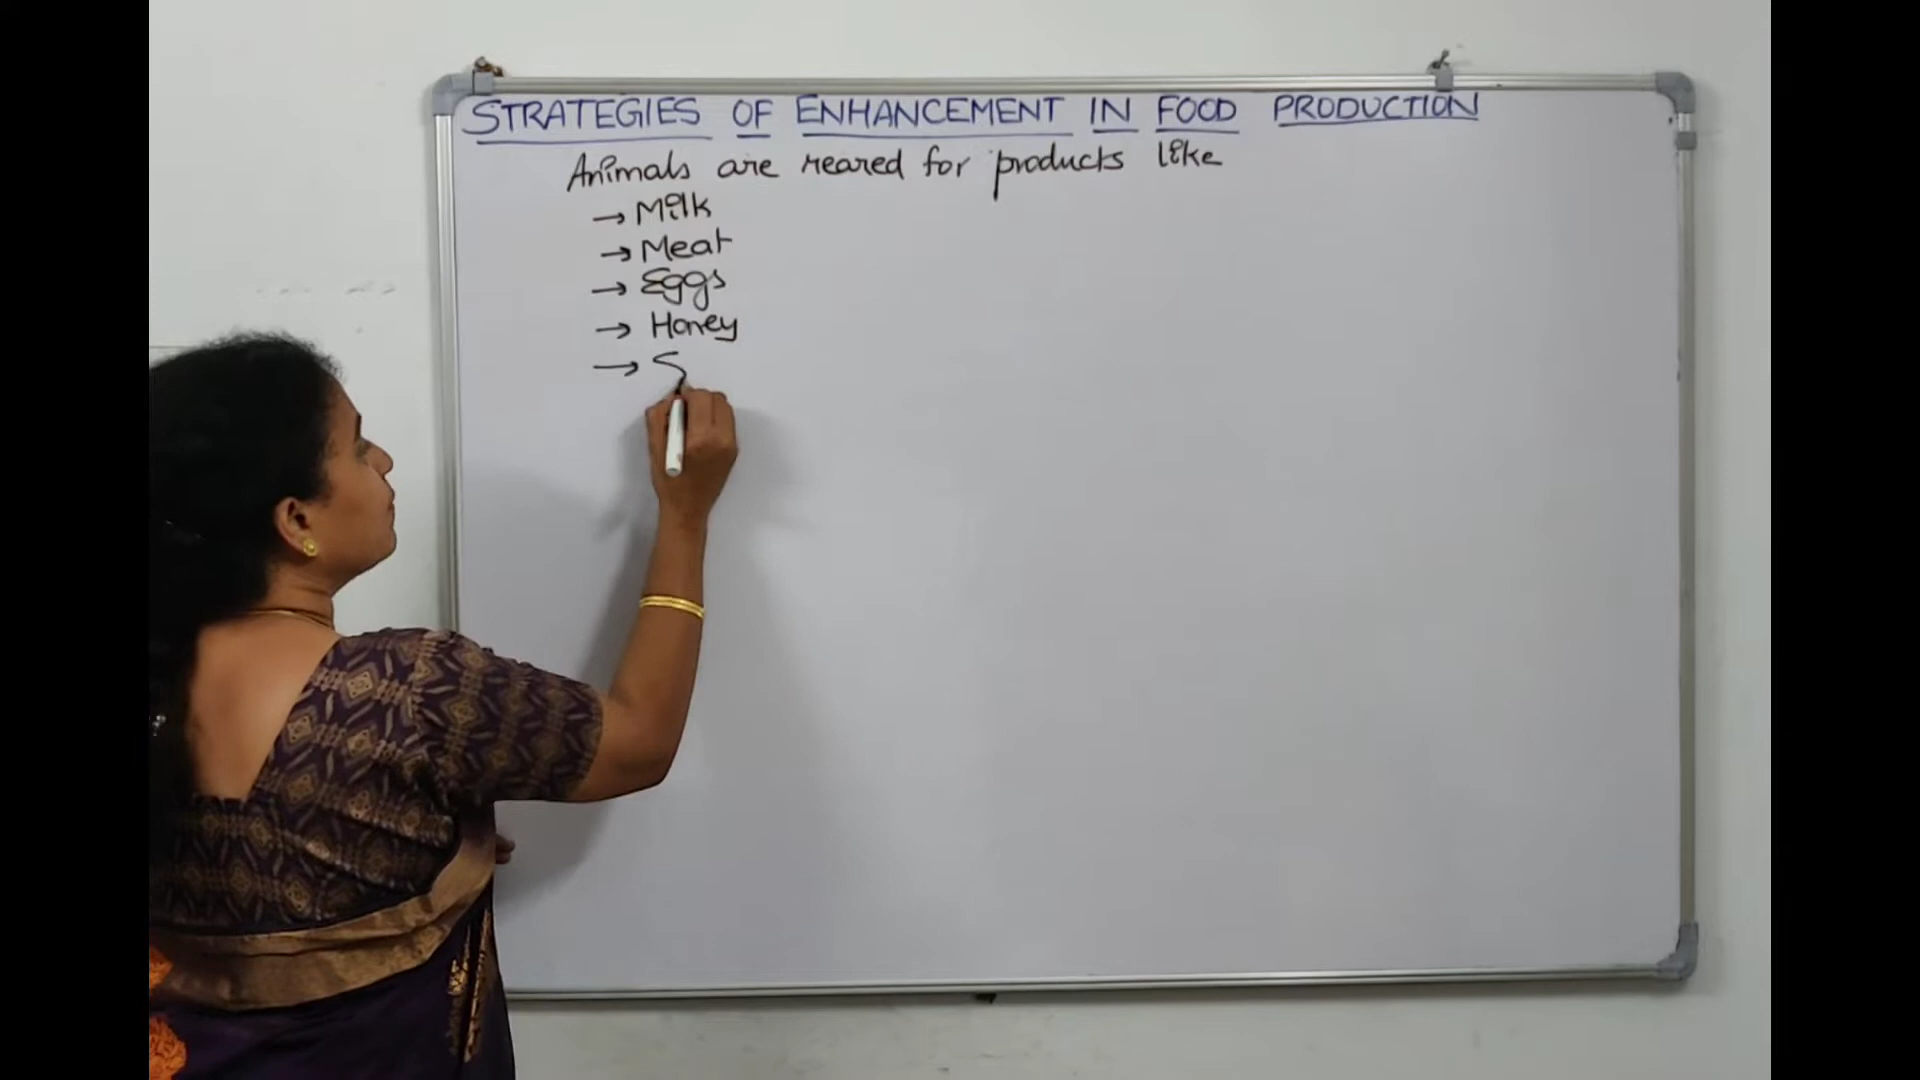 STRATEGIES OF ENHANCEMENT IN FOOD PRODUCTION
Animals are reared for products like
→ Milk
→ Meat
→ Eggs
→ Honey
→ S